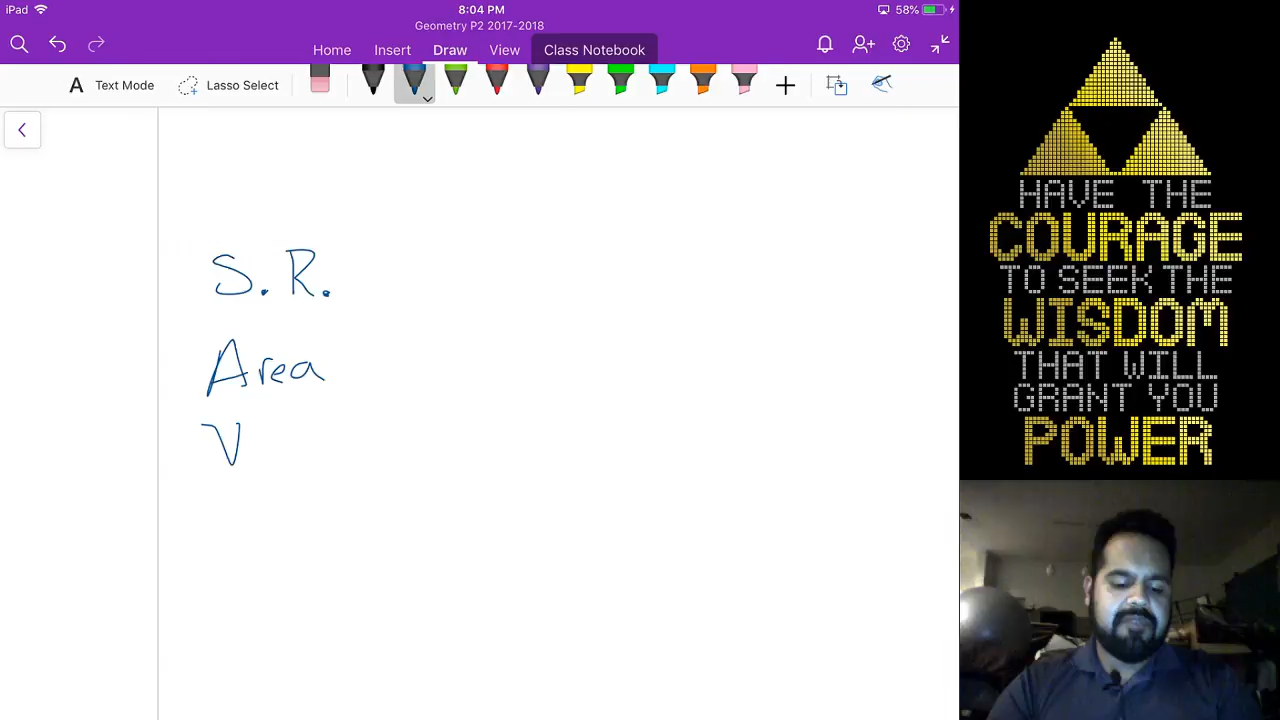 iPad 8:04 PM 58%
Geometry P2 2017-2018
Home Insert Draw View Class Notebook
A Text Mode Lasso Select
S.R.
Area
V
HAVE THE
COURAGE
TO SEEK THE
WISDOM
THAT WILL
GRANT YOU
POWER